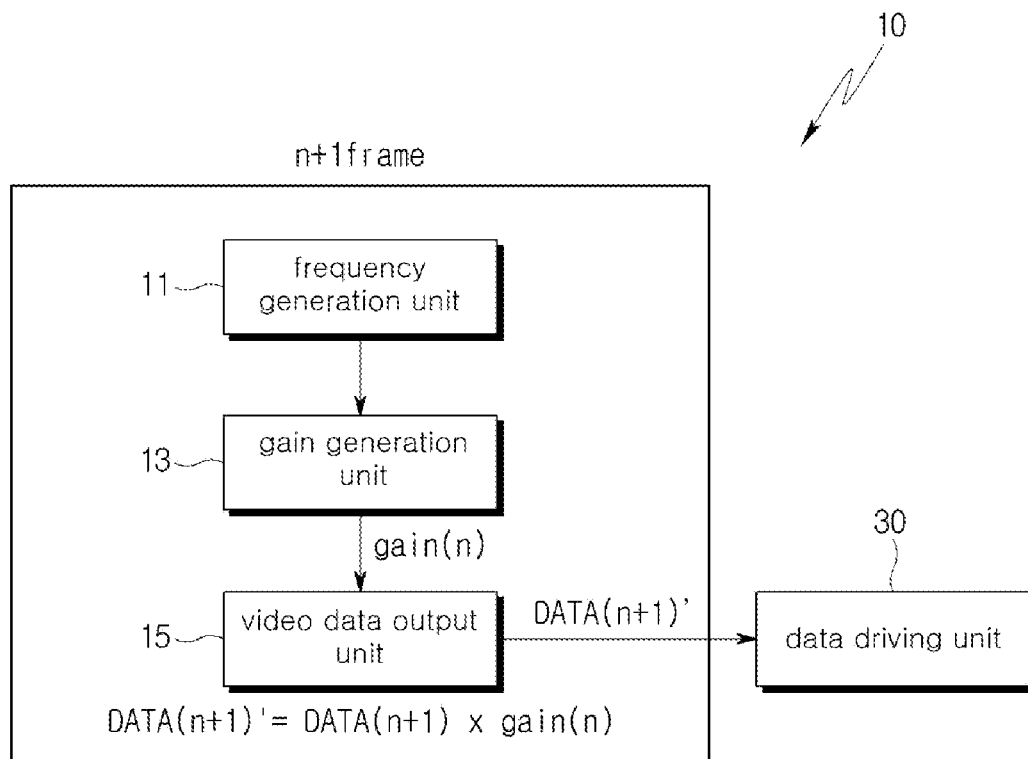 10
n+1frame
frequency
generation unit
11
gain generation
unit
13
gain(n)
30
video data output
unit
15
DATA(n+1)'
data driving unit
DATA(n+1)'= DATA(n+1) x gain(n)